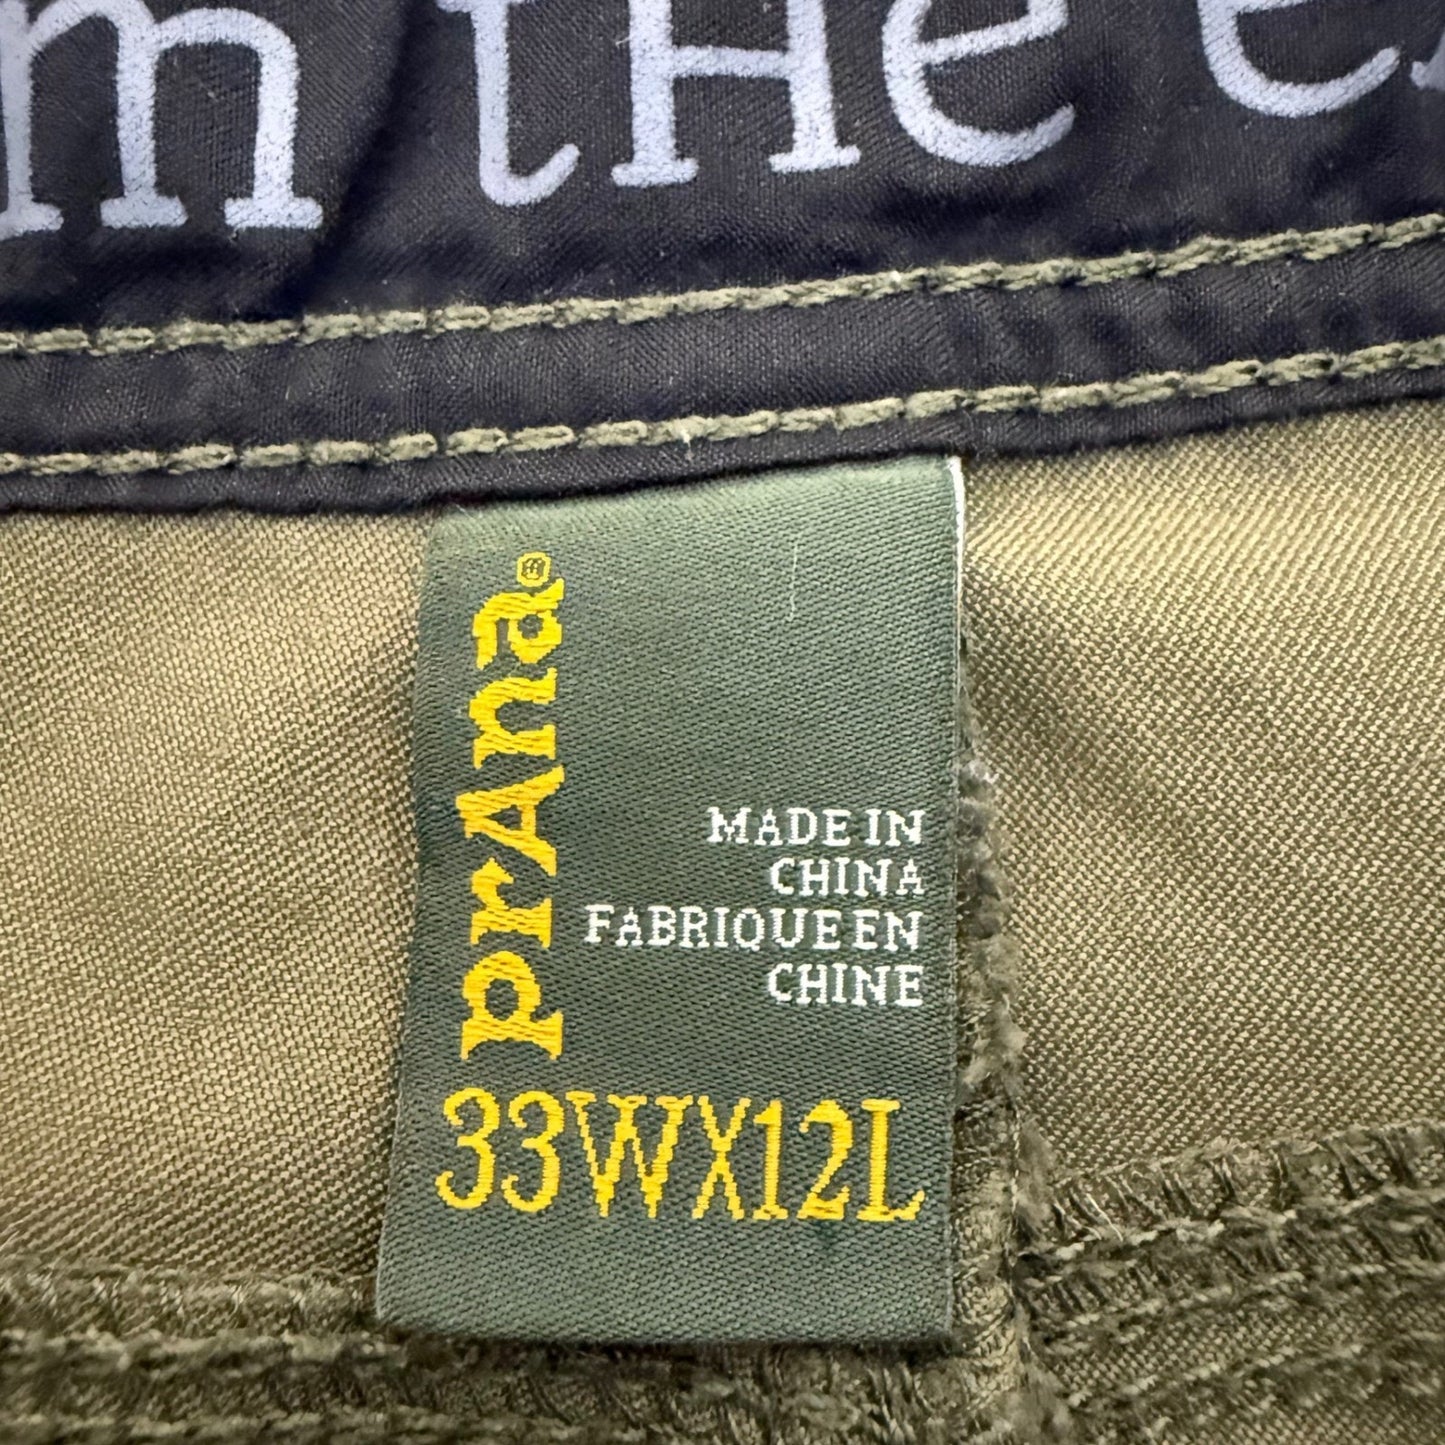 m tHe
prAna®
MADE IN
CHINA
FABRIQUE EN
CHINE
33WX12L